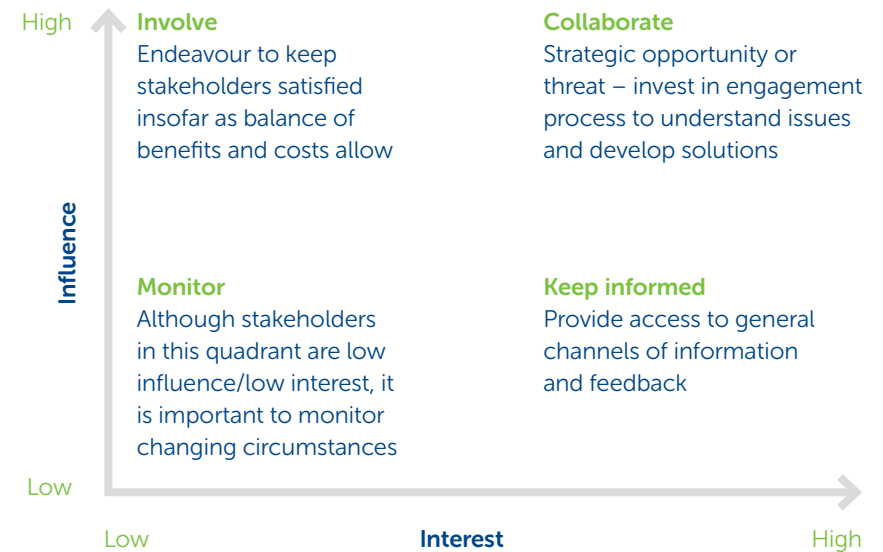 High
Involve
Endeavour to keep
stakeholders satisfied
insofar as balance of
benefits and costs allow
Collaborate
Strategic opportunity or
threat – invest in engagement
process to understand issues
and develop solutions
Influence
Monitor
Although stakeholders
in this quadrant are low
influence/low interest, it
is important to monitor
changing circumstances
Keep informed
Provide access to general
channels of information
and feedback
Low
Low
Interest
High